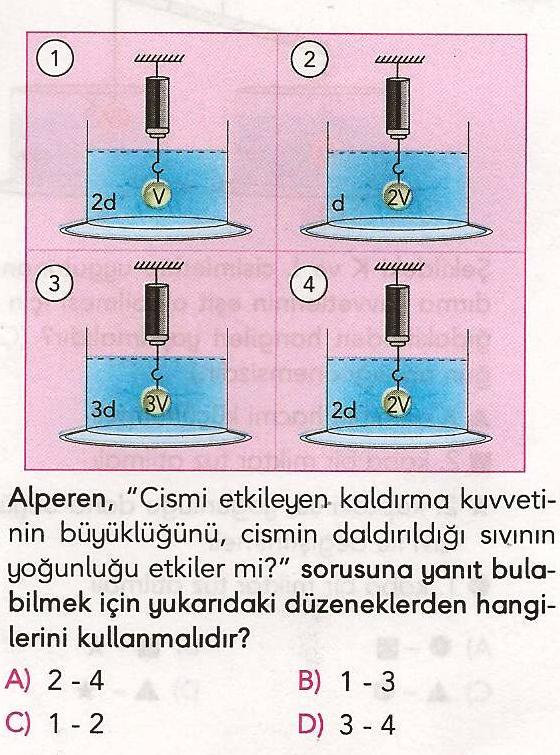 1
2
2d
V
d
2V
3
4
3d
3V
2d
2V
Alperen, “Cismi etkileyen kaldırma kuvveti-
nin büyüklüğünü, cismin daldırıldığı sıvının
yoğunluğu etkiler mi?” sorusuna yanıt bula-
bilmek için yukarıdaki düzeneklerden hangi-
lerini kullanmalıdır?
A) 2 - 4
B) 1 - 3
C) 1 - 2
D) 3 - 4